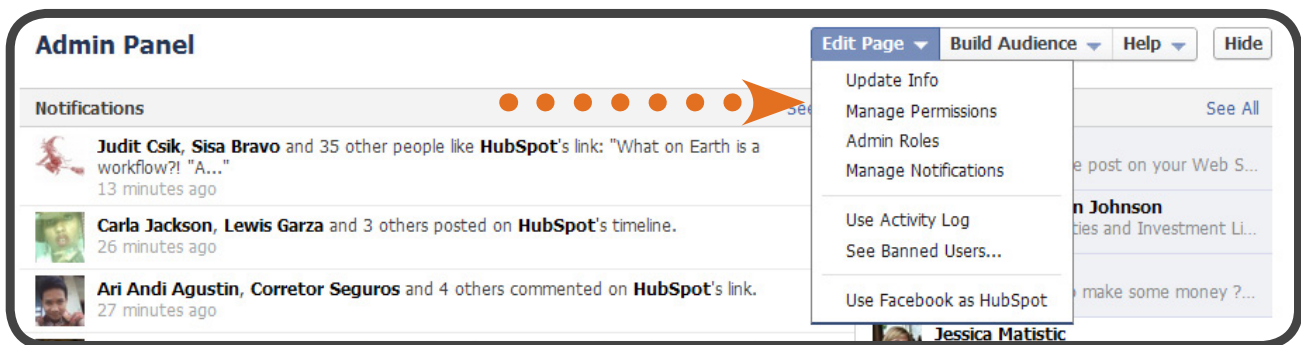 Admin Panel
Edit Page
Build Audience
Help
Hide
Update Info
Manage Permissions
Admin Roles
Manage Notifications
Use Activity Log
See Banned Users...
Use Facebook as HubSpot
Notifications
See
Judit Csik, Sisa Bravo and 35 other people like HubSpot's link: "What on Earth is a
workflow?! "A..."
13 minutes ago
Carla Jackson, Lewis Garza and 3 others posted on HubSpot's timeline.
26 minutes ago
Ari Andi Agustin, Corretor Seguros and 4 others commented on HubSpot's link.
27 minutes ago
See All
post on your Web S...
Johnson
and Investment Li...
make some money ?...
Jessica Matistic